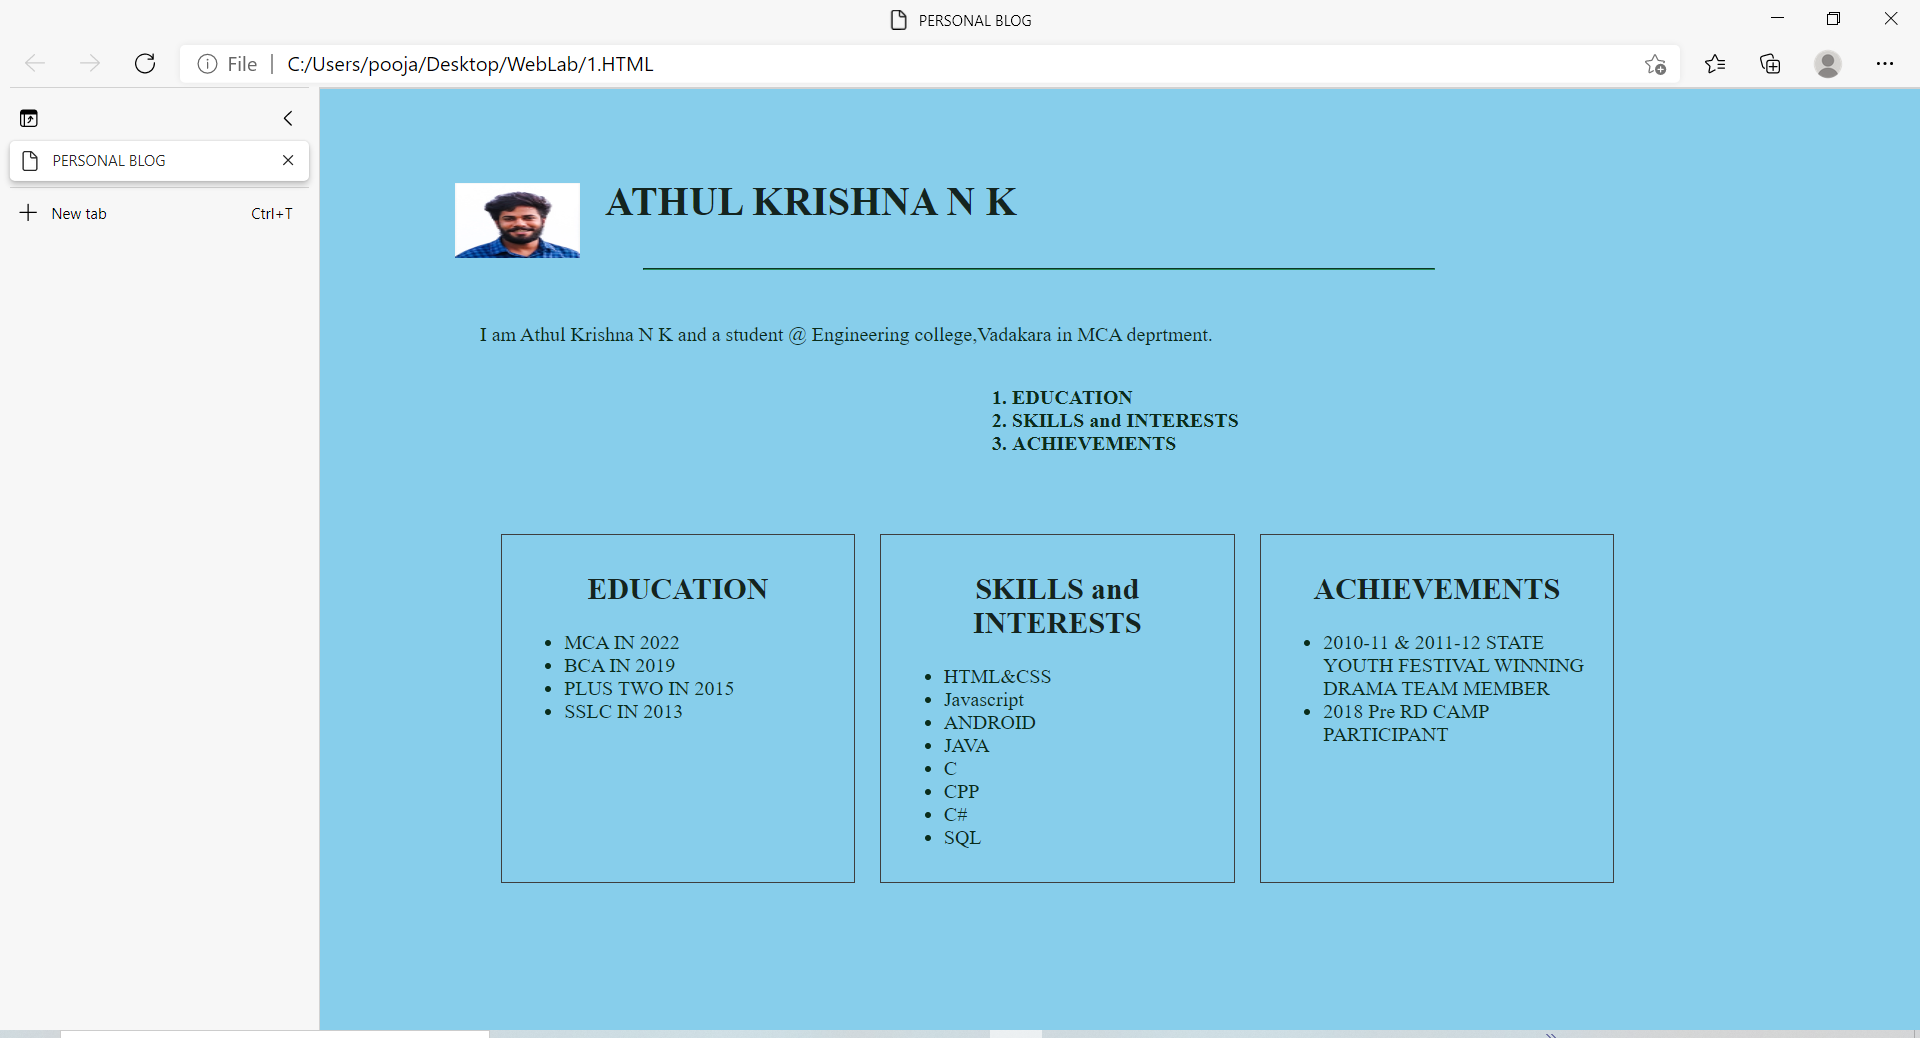 PERSONAL BLOG
File | C:/Users/pooja/Desktop/WebLab/1.HTML
PERSONAL BLOG
New tab Ctrl+T
ATHUL KRISHNA N K
I am Athul Krishna N K and a student @ Engineering college,Vadakara in MCA deprtment.
1. EDUCATION
2. SKILLS and INTERESTS
3. ACHIEVEMENTS
EDUCATION
• MCA IN 2022
• BCA IN 2019
• PLUS TWO IN 2015
• SSLC IN 2013
SKILLS and
INTERESTS
• HTML&CSS
• Javascript
• ANDROID
• JAVA
• C
• CPP
• C#
• SQL
ACHIEVEMENTS
• 2010-11 & 2011-12 STATE
YOUTH FESTIVAL WINNING
DRAMA TEAM MEMBER
• 2018 Pre RD CAMP
PARTICIPANT